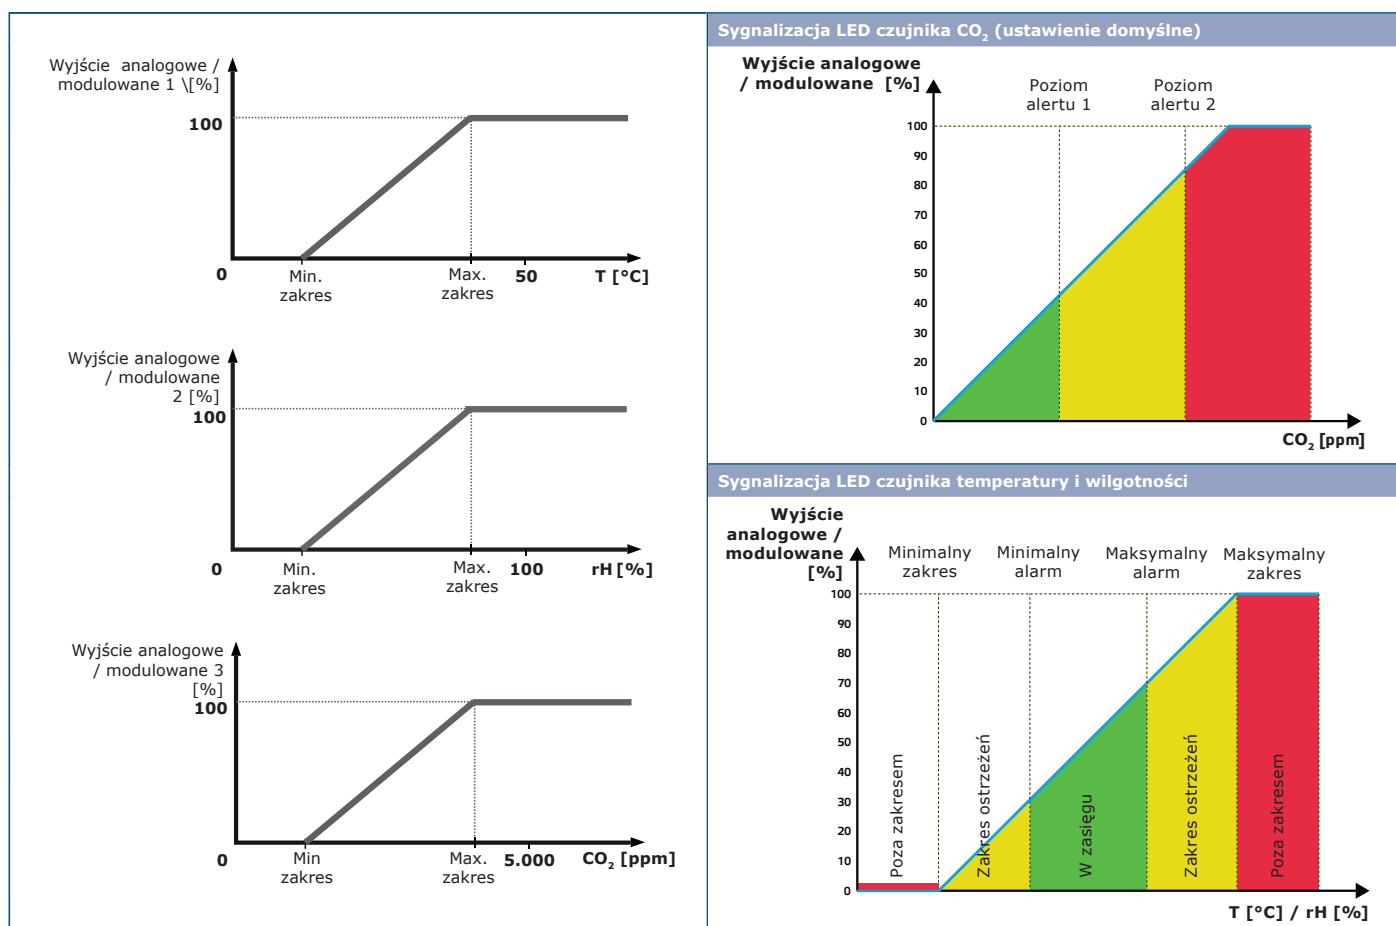 Wyjście analogowe /
modulowane 1 \[%]
100
0
Min.
zakres
Max.
zakres
50
T [°C]
Wyjście analogowe
/ modulowane
2 [%]
100
0
Min.
zakres
Max.
zakres
100
rH [%]
Wyjście analogowe
/ modulowane 3
[%]
100
0
Min
zakres
Max.
zakres
5.000
CO₂ [ppm]
Sygnalizacja LED czujnika CO₂ (ustawienie domyślne)
Wyjście analogowe
/ modulowane [%]
Poziom
alertu 1
Poziom
alertu 2
100
90
80
70
60
50
40
30
20
10
0
CO₂ [ppm]
Sygnalizacja LED czujnika temperatury i wilgotności
Wyjście
analogowe /
modulowane
[%]
Minimalny
zakres
Minimalny
alarm
Maksymalny
alarm
Maksymalny
zakres
100
90
80
70
60
50
40
30
20
10
0
Poza zakresem
Zakres ostrzeżeń
W zasięgu
Zakres ostrzeżeń
Poza zakresem
T [°C] / rH [%]